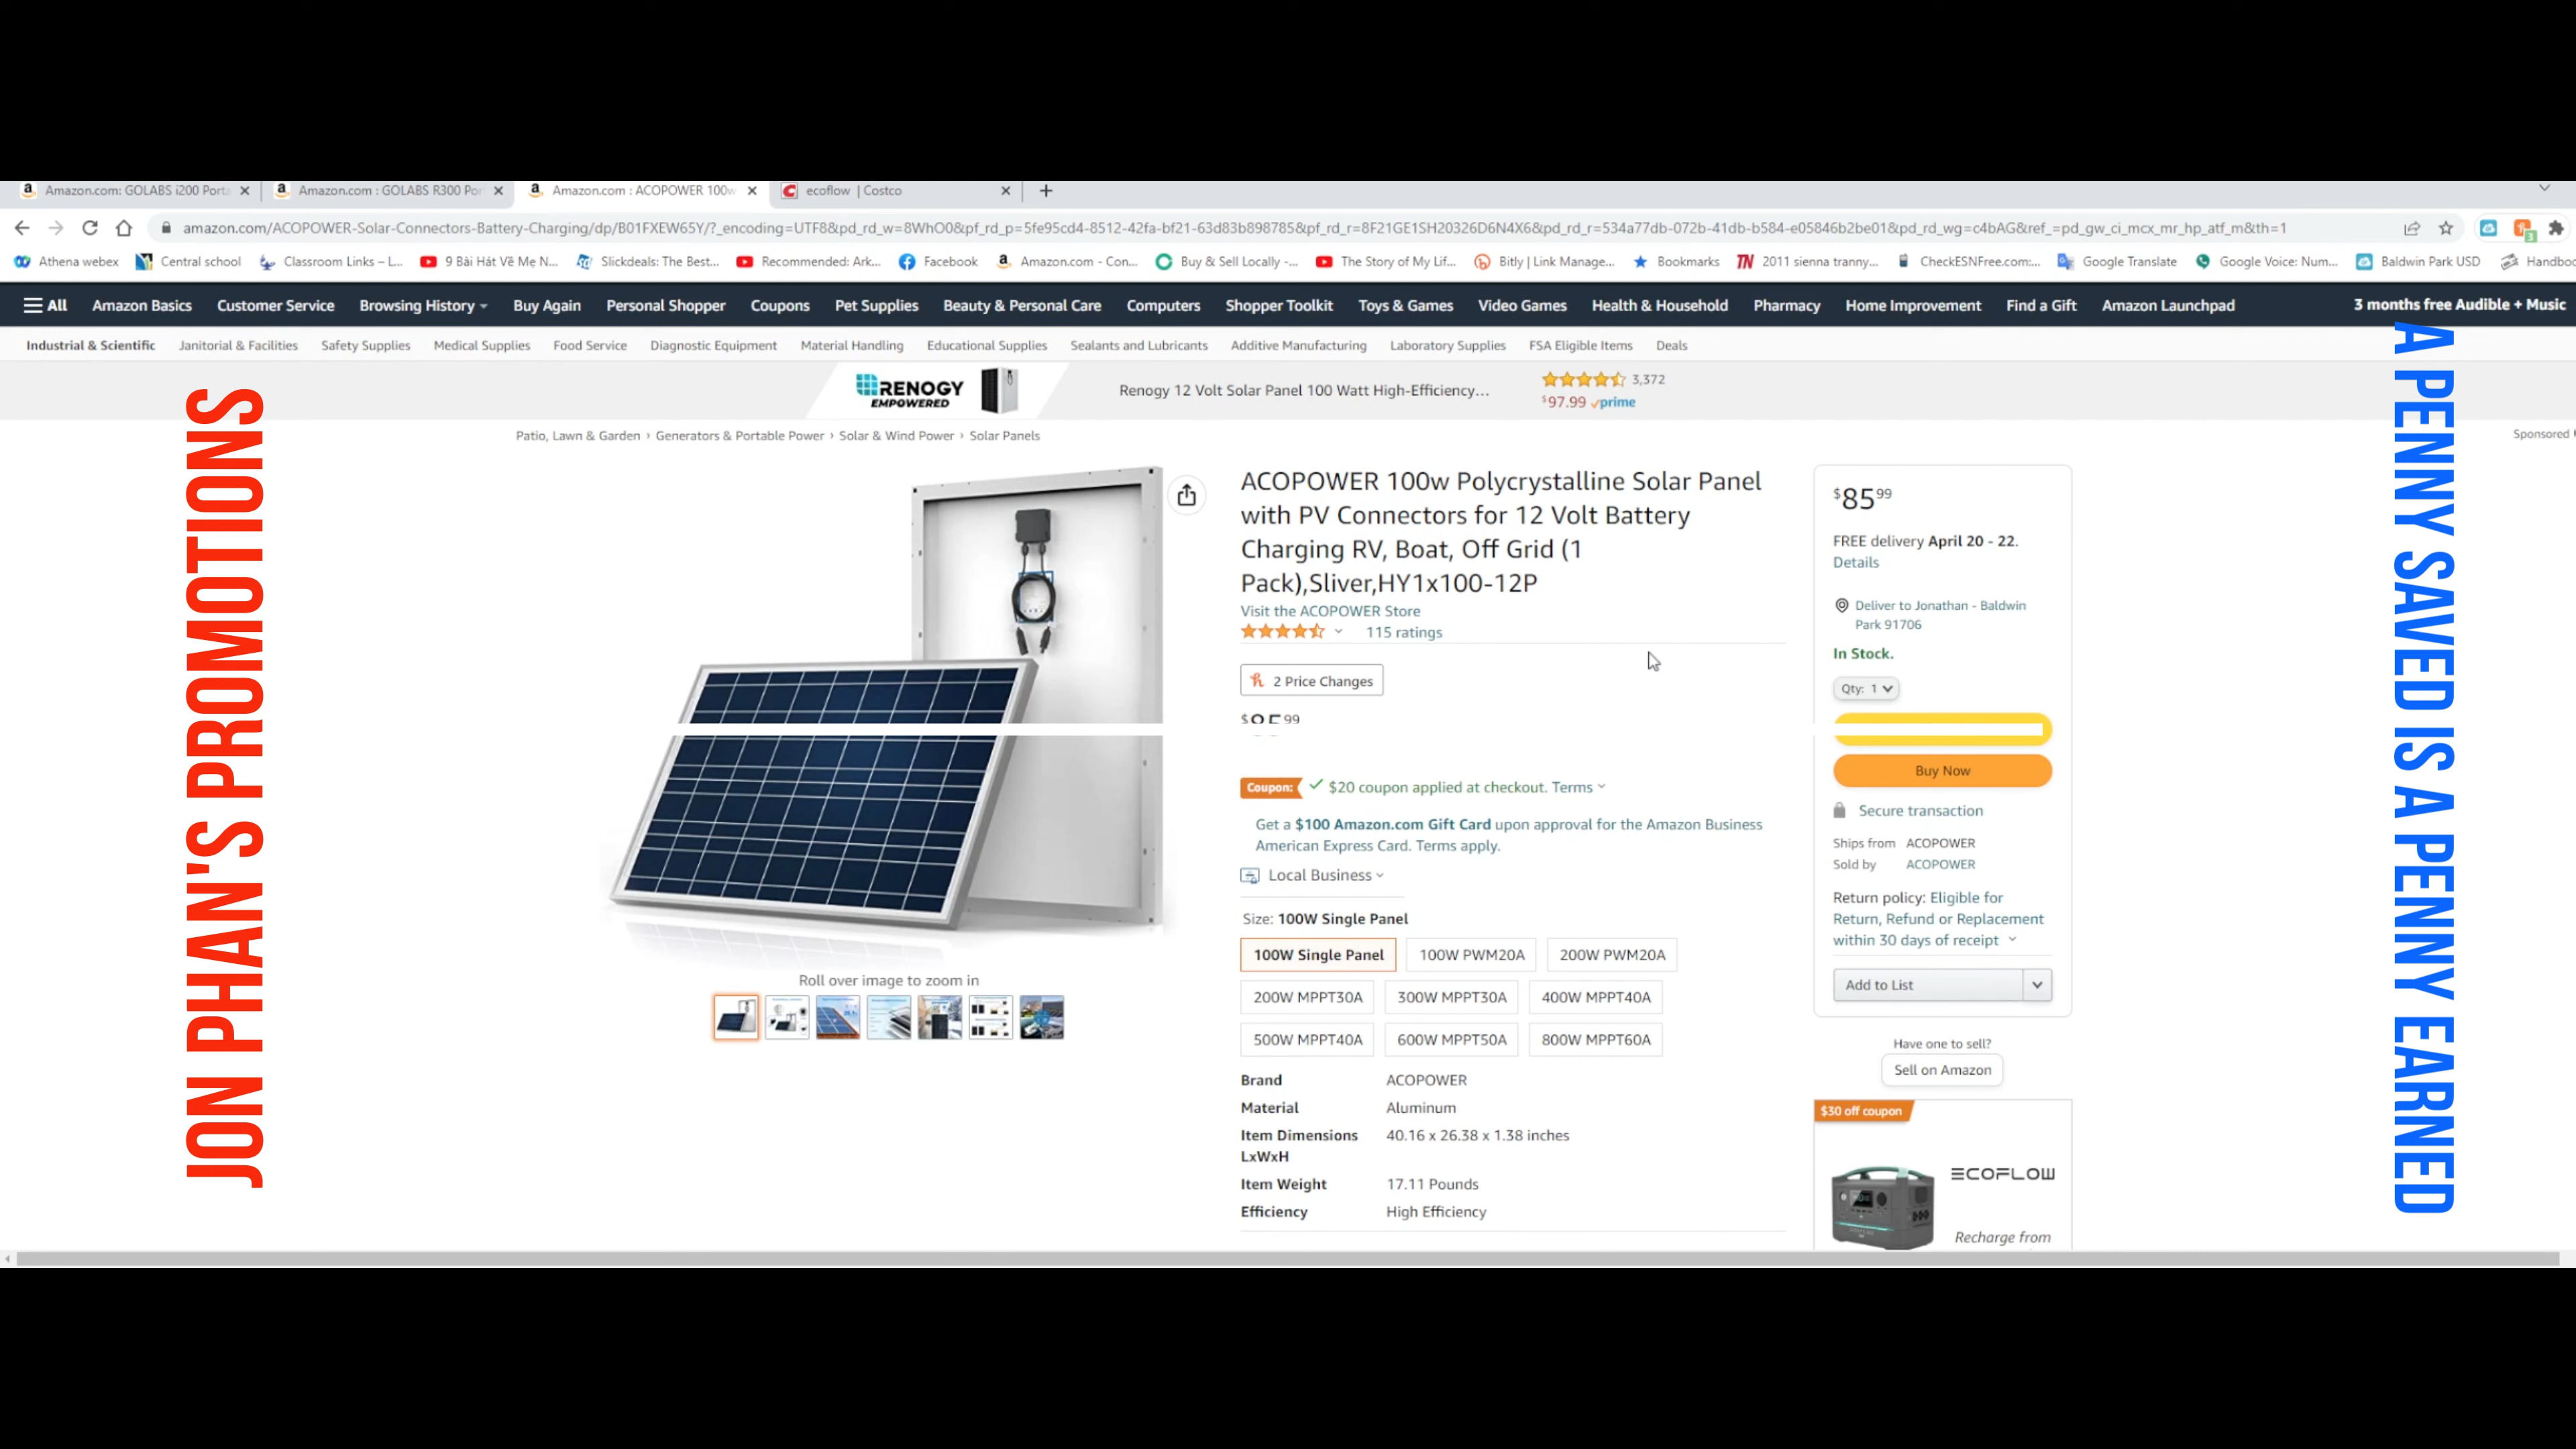 Amazon.com: GOLABS i200 Porta
Amazon.com : GOLABS R300 Por
Amazon.com : ACOPOWER 100w
ecoflow | Costco
amazon.com/ACOPOWER-Solar-Connectors-Battery-Charging/dp/B01FXEW65Y/?_encoding=UTF8&pd_rd_w=8WhO0&pf_rd_p=5fe95cd4-8512-42fa-bf21-63d83b898785&pf_rd_r=8F21GE1SH20326D6N4X6&pd_rd_r=534a77db-072b-41db-b584-e05846b2be01&pd_rd_wg=c4bAG&ref_=pd_gw_ci_mcx_mr_hp_atf_m&th=1
Athena webex
Central school
Classroom Links – L...
9 Bài Hát Về Mẹ N...
Slickdeals: The Best...
Recommended: Ark...
Facebook
Amazon.com - Con...
Buy & Sell Locally -...
The Story of My Lif...
Bitly | Link Manage...
Bookmarks
2011 sienna tranny...
CheckESNFree.com:...
Google Translate
Google Voice: Num...
Baldwin Park USD
Handboo
All
Amazon Basics
Customer Service
Browsing History
Buy Again
Personal Shopper
Coupons
Pet Supplies
Beauty & Personal Care
Computers
Shopper Toolkit
Toys & Games
Video Games
Health & Household
Pharmacy
Home Improvement
Find a Gift
Amazon Launchpad
3 months free Audible + Music
Industrial & Scientific
Janitorial & Facilities
Safety Supplies
Medical Supplies
Food Service
Diagnostic Equipment
Material Handling
Educational Supplies
Sealants and Lubricants
Additive Manufacturing
Laboratory Supplies
FSA Eligible Items
Deals
RENOGY
EMPOWERED
Renogy 12 Volt Solar Panel 100 Watt High-Efficiency...
3,372
$97.99 prime
Sponsored
Patio, Lawn & Garden › Generators & Portable Power › Solar & Wind Power › Solar Panels
JON PHAN'S PROMOTIONS
Roll over image to zoom in
ACOPOWER 100w Polycrystalline Solar Panel
with PV Connectors for 12 Volt Battery
Charging RV, Boat, Off Grid (1
Pack),Sliver,HY1x100-12P
Visit the ACOPOWER Store
115 ratings
2 Price Changes
Coupon: $20 coupon applied at checkout. Terms
Get a $100 Amazon.com Gift Card upon approval for the Amazon Business
American Express Card. Terms apply.
Local Business
Size: 100W Single Panel
100W Single Panel
100W PWM20A
200W PWM20A
200W MPPT30A
300W MPPT30A
400W MPPT40A
500W MPPT40A
600W MPPT50A
800W MPPT60A
Brand ACOPOWER
Material Aluminum
Item Dimensions 40.16 x 26.38 x 1.38 inches
LxWxH
Item Weight 17.11 Pounds
Efficiency High Efficiency
$85.99
FREE delivery April 20 - 22.
Details
Deliver to Jonathan - Baldwin
Park 91706
In Stock.
Qty: 1
Buy Now
Secure transaction
Ships from ACOPOWER
Sold by ACOPOWER
Return policy: Eligible for
Return, Refund or Replacement
within 30 days of receipt
Add to List
Have one to sell?
Sell on Amazon
$30 off coupon
ECOFLOW
Recharge from
A PENNY SAVED IS A PENNY EARNED